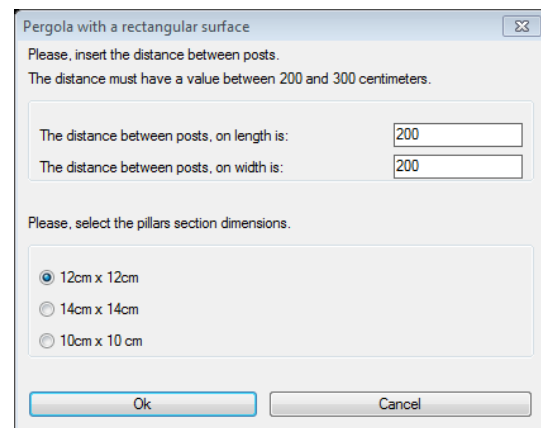 Pergola with a rectangular surface
Please, insert the distance between posts.
The distance must have a value between 200 and 300 centimeters.
The distance between posts, on length is: 200
The distance between posts, on width is: 200
Please, select the pillars section dimensions.
12cm x 12cm
14cm x 14cm
10cm x 10 cm
Ok Cancel